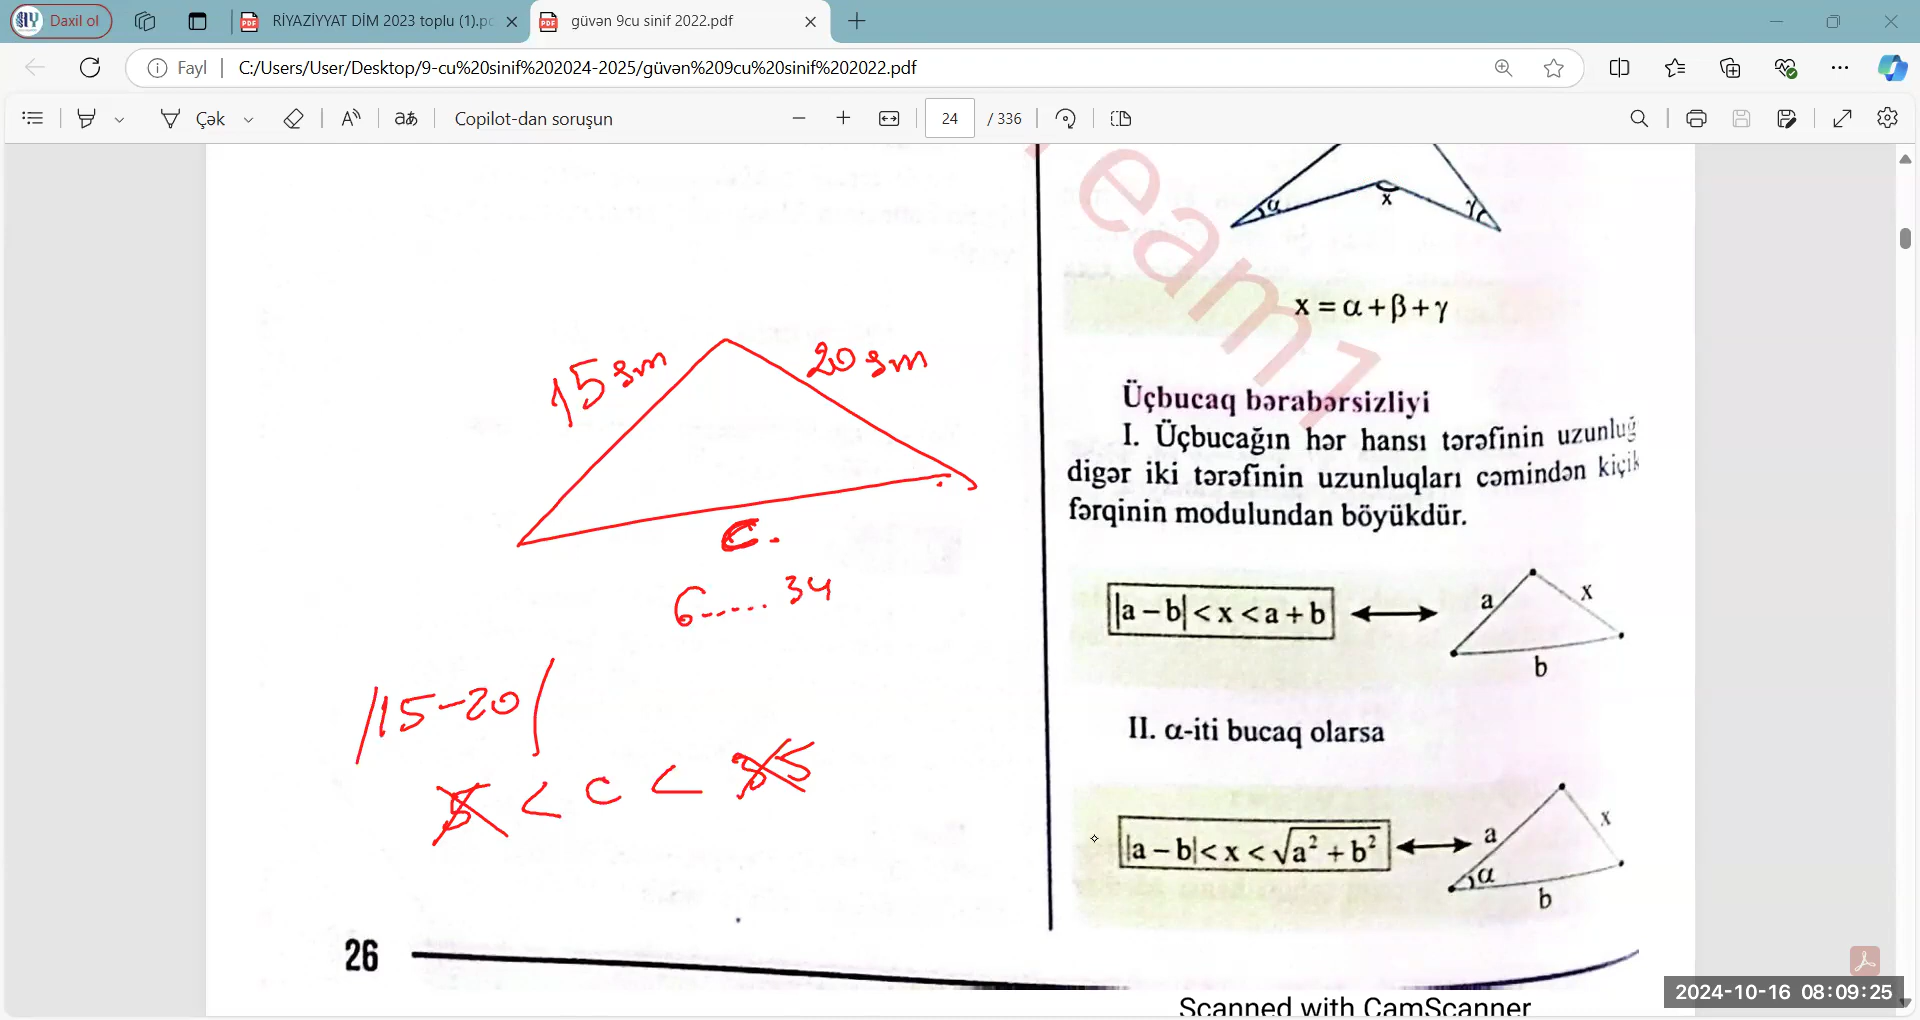 Daxil ol
RİYAZİYYAT DİM 2023 toplu (1).pd
güvən 9cu sinif 2022.pdf
Fayl
C:/Users/User/Desktop/9-cu%20sinif%202024-2025/güvən%209cu%20sinif%202022.pdf
Çək
aあ
Copilot-dan soruşun
24 / 336
eam1
α x γ
x = α + β + γ
15 sm
20 sm
c
6 ..... 34
|15-20|
5 < c < 35
Üçbucaq bərabərsizliyi
I. Üçbucağın hər hansı tərəfinin uzunluğ
digər iki tərəfinin uzunluqları cəmindən kiçik
fərqinin modulundan böyükdür.
|a − b| < x < a + b
a x
b
II. α-iti bucaq olarsa
|a − b| < x < √a² + b²
a x
α
b
26
Scanned with CamScanner
2024-10-16 08:09:25